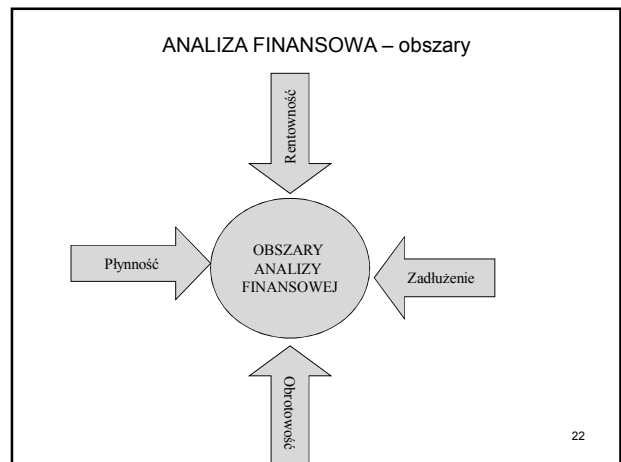 ANALIZA FINANSOWA – obszary
Rentowność
Płynność
OBSZARY
ANALIZY
FINANSOWEJ
Zadłużenie
Obrotowość
22